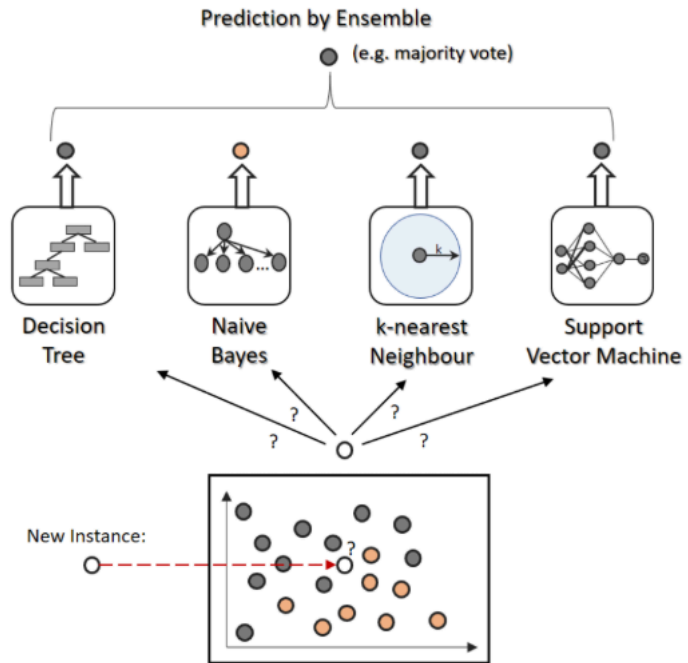 Prediction by Ensemble
(e.g. majority vote)
k
...
Decision
Tree
Naive
Bayes
k-nearest
Neighbour
Support
Vector Machine
?
?
?
?
New Instance:
?